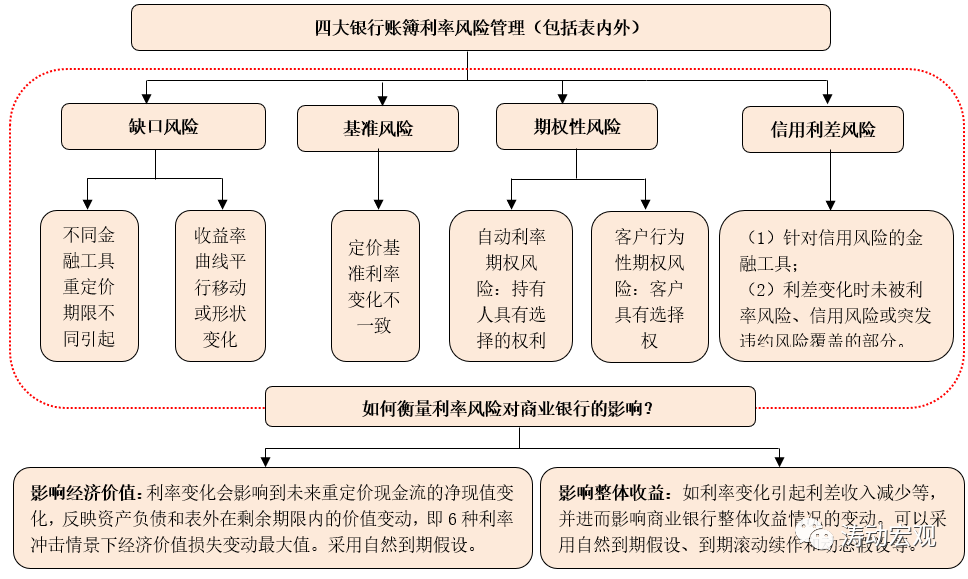 四大银行账簿利率风险管理（包括表内外）
缺口风险
基准风险
期权性风险
信用利差风险
不同金
融工具
重定价
期限不
同引起
收益率
曲线平
行移动
或形状
变化
定价基
准利率
变化不
一致
自动利率
期权风
险：持有
人具有选
择的权利
客户行为
性期权风
险：客户
具有选择
权
（1）针对信用风险的金
融工具；
（2）利差变化时未被利
率风险、信用风险或突发
违约风险覆盖的部分。
如何衡量利率风险对商业银行的影响？
影响经济价值：利率变化会影响到未来重定价现金流的净现值变
化，反映资产负债和表外在剩余期限内的价值变动，即 6 种利率
冲击情景下经济价值损失变动最大值。采用自然到期假设。
影响整体收益：如利率变化引起利差收入减少等，
并进而影响商业银行整体收益情况的变动。可以采
用自然到期假设、到期滚动续作和动态假设等。
涛动宏观